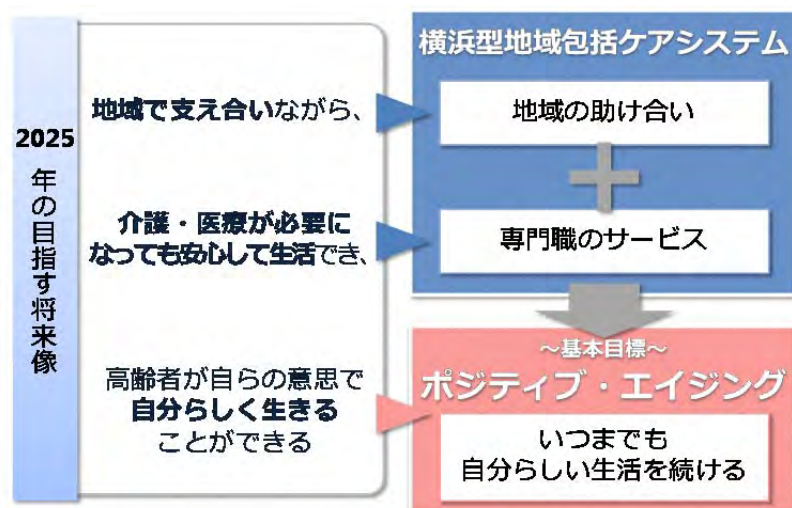 2025
年の目指す将来像
地域で支え合いながら、
介護・医療が必要に
なっても安心して生活でき、
高齢者が自らの意思で
自分らしく生きる
ことができる
横浜型地域包括ケアシステム
地域の助け合い
＋
専門職のサービス
～基本目標～
ポジティブ・エイジング
いつまでも
自分らしい生活を続ける